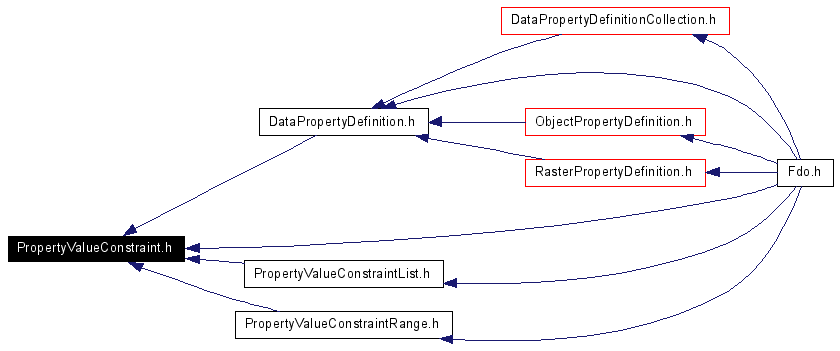 DataPropertyDefinitionCollection.h
DataPropertyDefinition.h
ObjectPropertyDefinition.h
RasterPropertyDefinition.h
Fdo.h
PropertyValueConstraint.h
PropertyValueConstraintList.h
PropertyValueConstraintRange.h